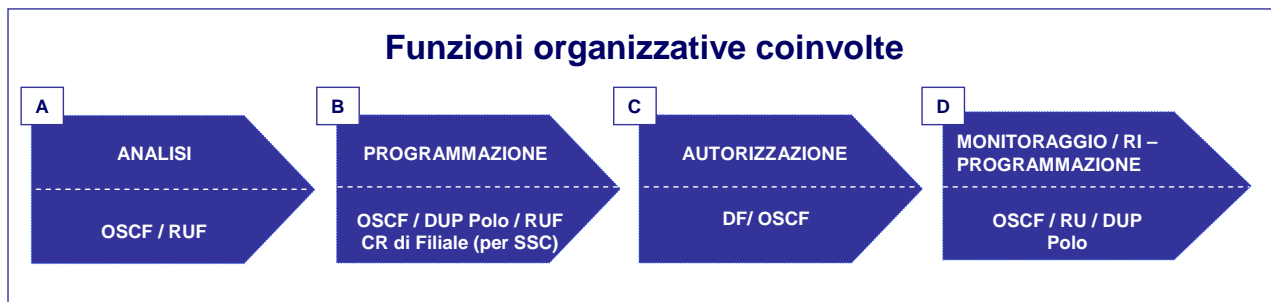 Funzioni organizzative coinvolte
A
ANALISI
OSCF / RUF
B
PROGRAMMAZIONE
OSCF / DUP Polo / RUF
CR di Filiale (per SSC)
C
AUTORIZZAZIONE
DF/ OSCF
D
MONITORAGGIO / RI –
PROGRAMMAZIONE
OSCF / RU / DUP
Polo